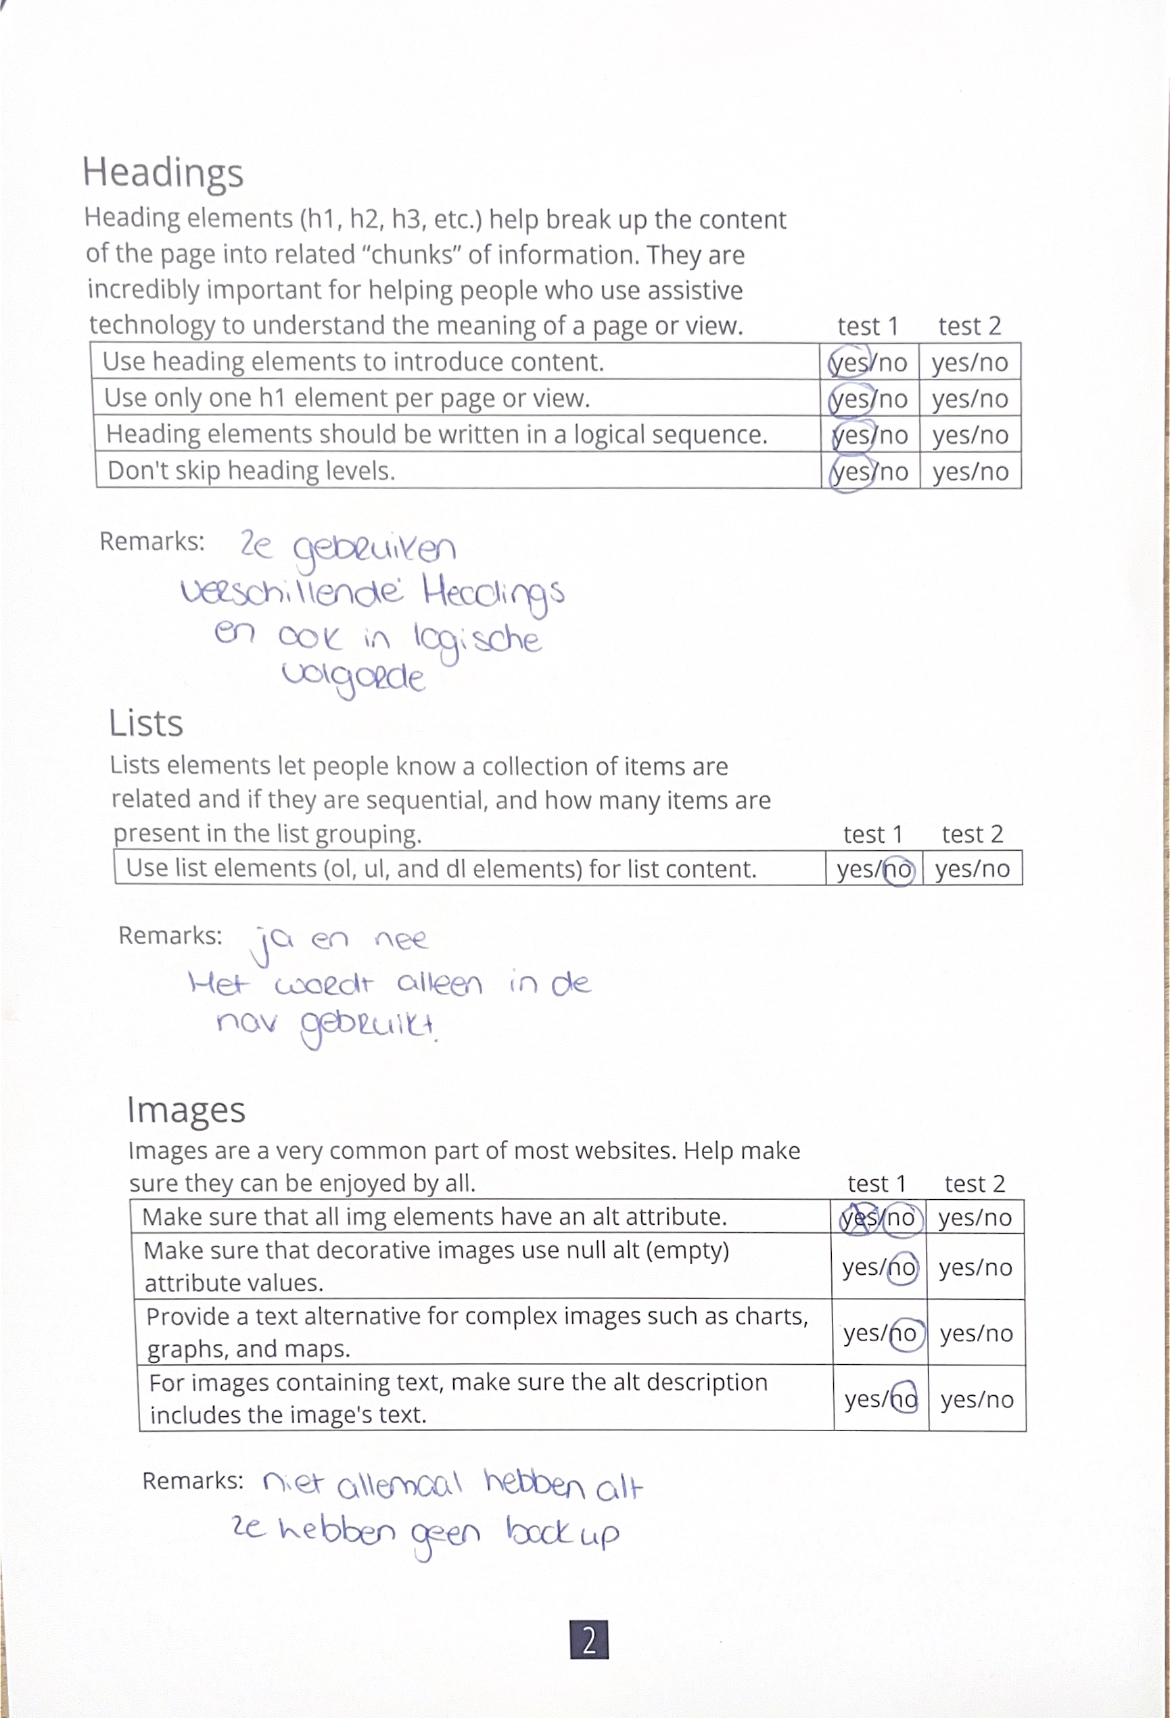 Headings
Heading elements (h1, h2, h3, etc.) help break up the content
of the page into related “chunks” of information. They are
incredibly important for helping people who use assistive
technology to understand the meaning of a page or view. test 1 test 2
Use heading elements to introduce content. yes/no yes/no
Use only one h1 element per page or view. yes/no yes/no
Heading elements should be written in a logical sequence. yes/no yes/no
Don't skip heading levels. yes/no yes/no
Remarks: Ze gebruiken
verschillende Headings
en ook in logische
volgorde
Lists
Lists elements let people know a collection of items are
related and if they are sequential, and how many items are
present in the list grouping. test 1 test 2
Use list elements (ol, ul, and dl elements) for list content. yes/no yes/no
Remarks: ja en nee
Het wordt alleen in de
nav gebruikt.
Images
Images are a very common part of most websites. Help make
sure they can be enjoyed by all. test 1 test 2
Make sure that all img elements have an alt attribute. yes/no yes/no
Make sure that decorative images use null alt (empty)
attribute values. yes/no yes/no
Provide a text alternative for complex images such as charts,
graphs, and maps. yes/no yes/no
For images containing text, make sure the alt description
includes the image's text. yes/no yes/no
Remarks: niet allemaal hebben alt
ze hebben geen back up
2